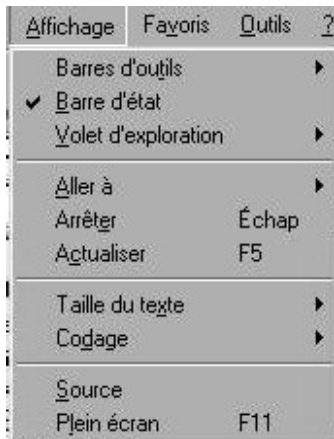 Affichage Favoris Outils ?
Barres d'outils
Barre d'état
Volet d'exploration
Aller à
Arrêter Échap
Actualiser F5
Taille du texte
Codage
Source
Plein écran F11